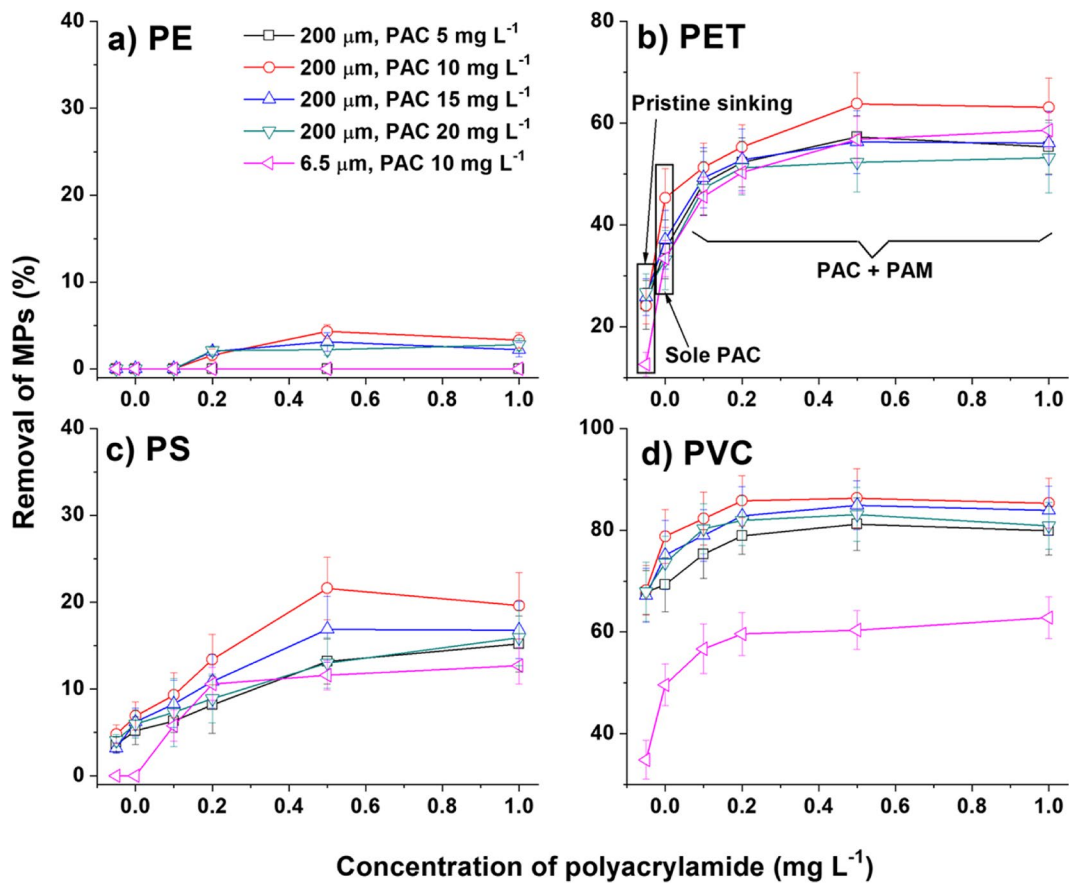 a) PE
200 μm, PAC 5 mg L⁻¹
200 μm, PAC 10 mg L⁻¹
200 μm, PAC 15 mg L⁻¹
200 μm, PAC 20 mg L⁻¹
6.5 μm, PAC 10 mg L⁻¹
40
30
20
10
0
0.0 0.2 0.4 0.6 0.8 1.0
b) PET
Pristine sinking
PAC + PAM
Sole PAC
80
60
40
20
0.0 0.2 0.4 0.6 0.8 1.0
Removal of MPs (%)
c) PS
40
30
20
10
0
0.0 0.2 0.4 0.6 0.8 1.0
d) PVC
100
80
60
40
0.0 0.2 0.4 0.6 0.8 1.0
Concentration of polyacrylamide (mg L⁻¹)